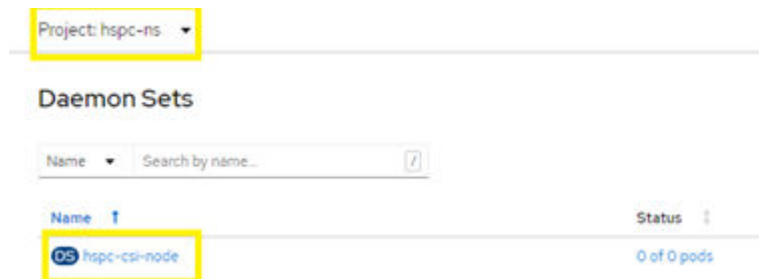 Project: hspc-ns
Daemon Sets
Name Search by name... /
Name Status
DS hspc-csi-node 0 of 0 pods